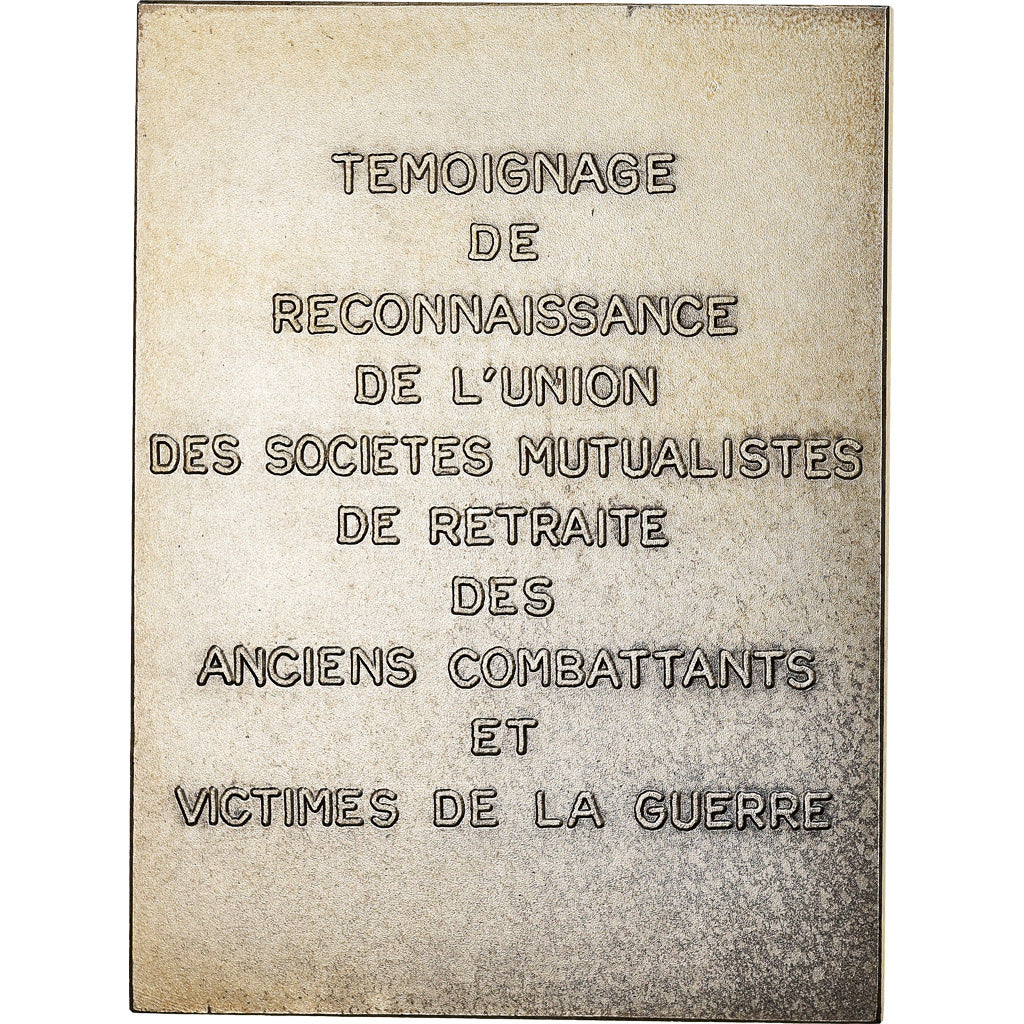 TEMOIGNAGE
DE
RECONNAISSANCE
DE L'UNION
DES SOCIETES MUTUALISTES
DE RETRAITE
DES
ANCIENS COMBATTANTS
ET
VICTIMES DE LA GUERRE